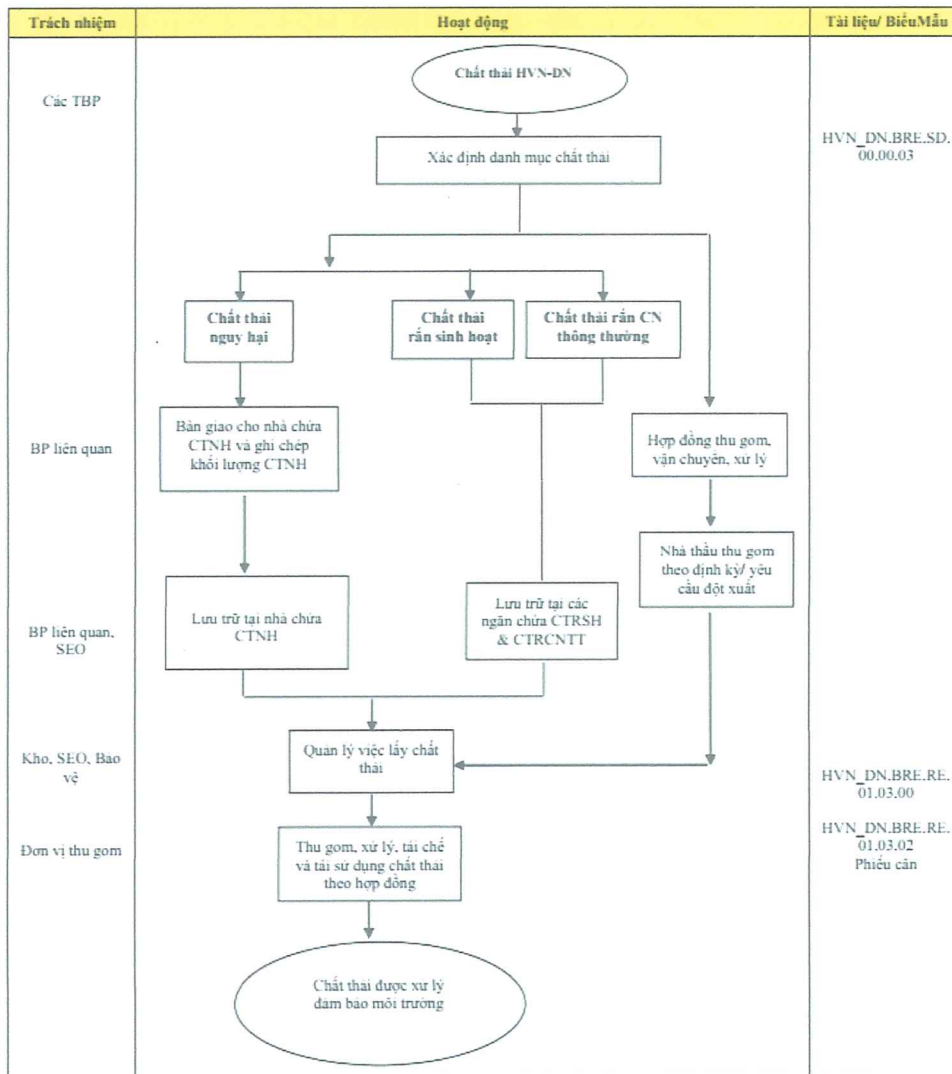 Trách nhiệm
Hoạt động
Tài liệu/ BiểuMẫu
Chất thải HVN-DN
Các TBP
Xác định danh mục chất thải
HVN_DN.BRE.SD.
00.00.03
Chất thải
nguy hại
Chất thải
rắn sinh hoạt
Chất thải rắn CN
thông thường
BP liên quan
Bàn giao cho nhà chứa
CTNH và ghi chép
khối lượng CTNH
Hợp đồng thu gom,
vận chuyển, xử lý
Nhà thầu thu gom
theo định kỳ/ yêu
cầu đột xuất
BP liên quan,
SEO
Lưu trữ tại nhà chứa
CTNH
Lưu trữ tại các
ngăn chứa CTRSH
& CTRCNTT
Kho, SEO, Bảo
vệ
Quản lý việc lấy chất
thải
HVN_DN.BRE.RE.
01.03.00
Đơn vị thu gom
Thu gom, xử lý, tái chế
và tái sử dụng chất thải
theo hợp đồng
HVN_DN.BRE.RE.
01.03.02
Phiếu cân
Chất thải được xử lý
đảm bảo môi trường